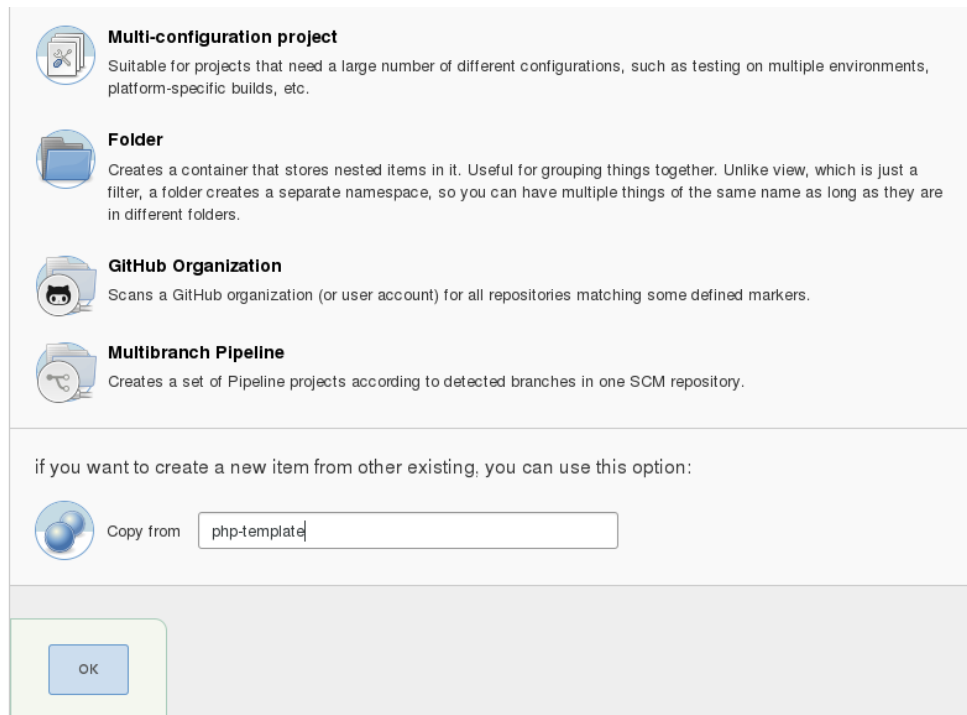 Multi-configuration project
Suitable for projects that need a large number of different configurations, such as testing on multiple environments,
platform-specific builds, etc.
Folder
Creates a container that stores nested items in it. Useful for grouping things together. Unlike view, which is just a
filter, a folder creates a separate namespace, so you can have multiple things of the same name as long as they are
in different folders.
GitHub Organization
Scans a GitHub organization (or user account) for all repositories matching some defined markers.
Multibranch Pipeline
Creates a set of Pipeline projects according to detected branches in one SCM repository.
if you want to create a new item from other existing, you can use this option:
Copy from php-template
OK